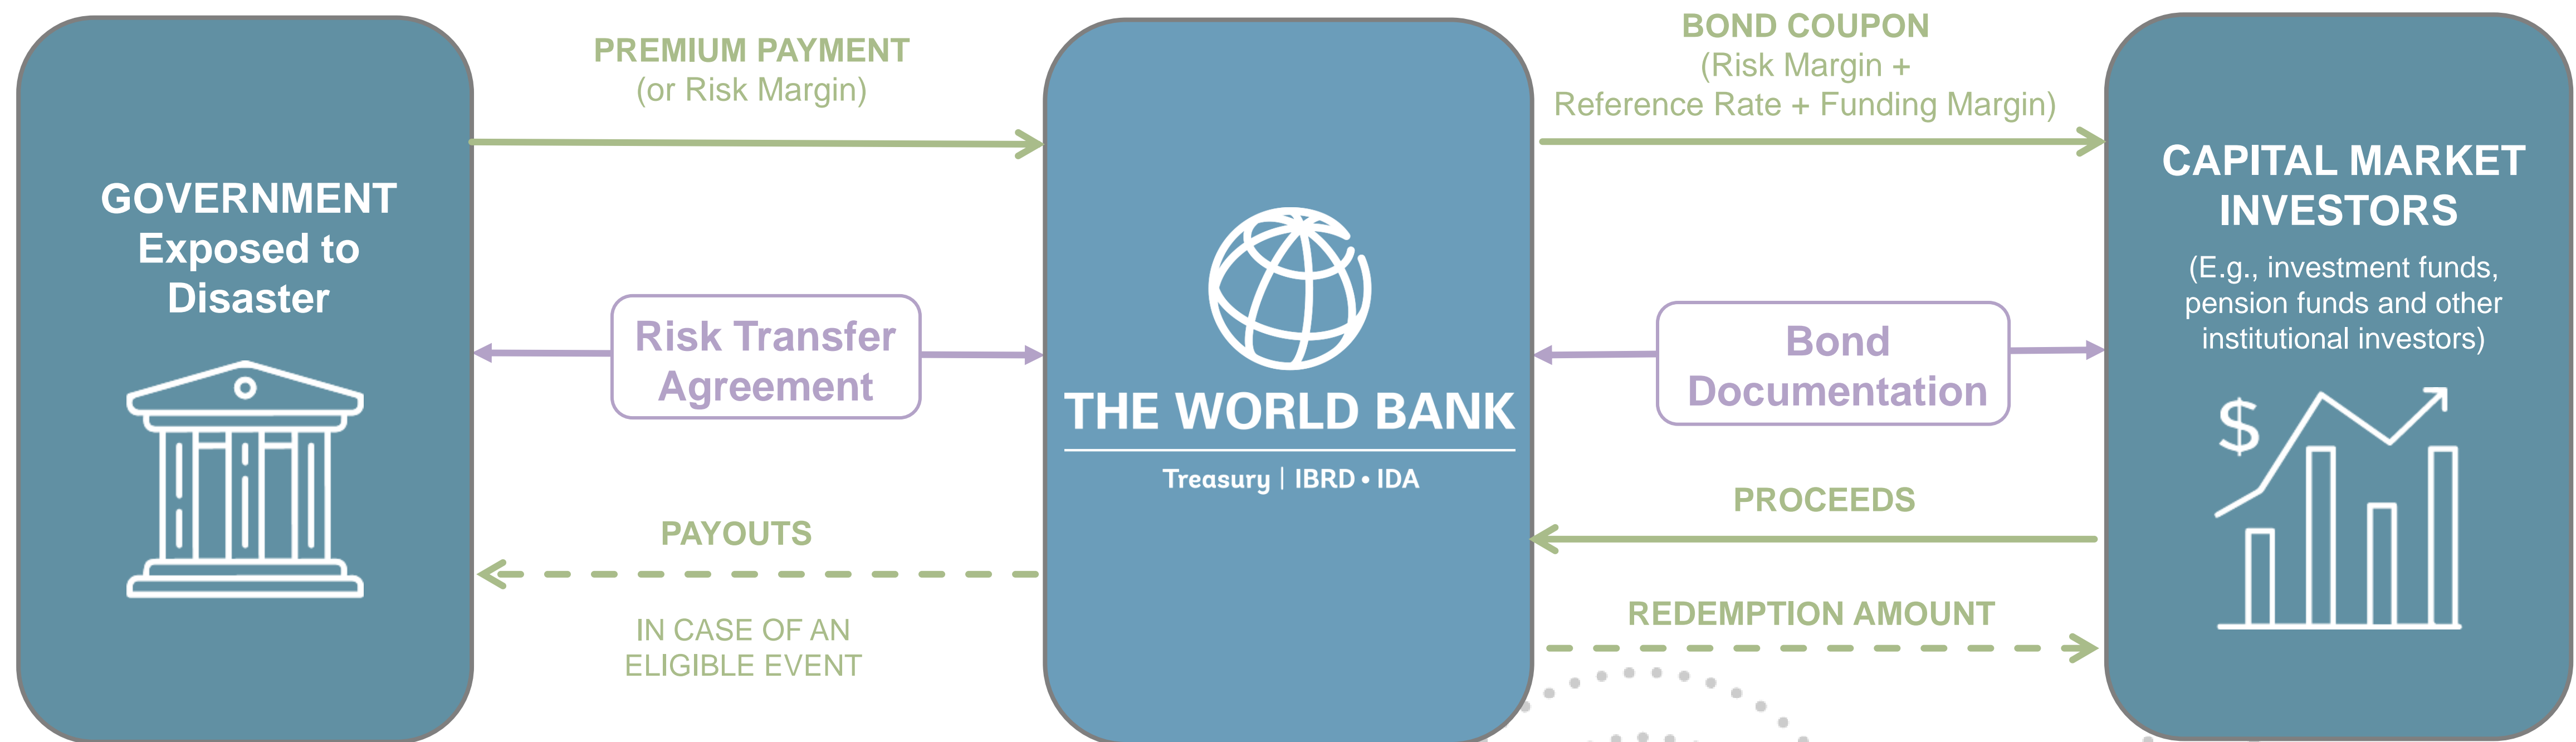 GOVERNMENT
Exposed to
Disaster
PREMIUM PAYMENT
(or Risk Margin)
Risk Transfer
Agreement
PAYOUTS
IN CASE OF AN
ELIGIBLE EVENT
THE WORLD BANK
Treasury | IBRD • IDA
BOND COUPON
(Risk Margin +
Reference Rate + Funding Margin)
Bond
Documentation
PROCEEDS
REDEMPTION AMOUNT
CAPITAL MARKET
INVESTORS
(E.g., investment funds,
pension funds and other
institutional investors)
$